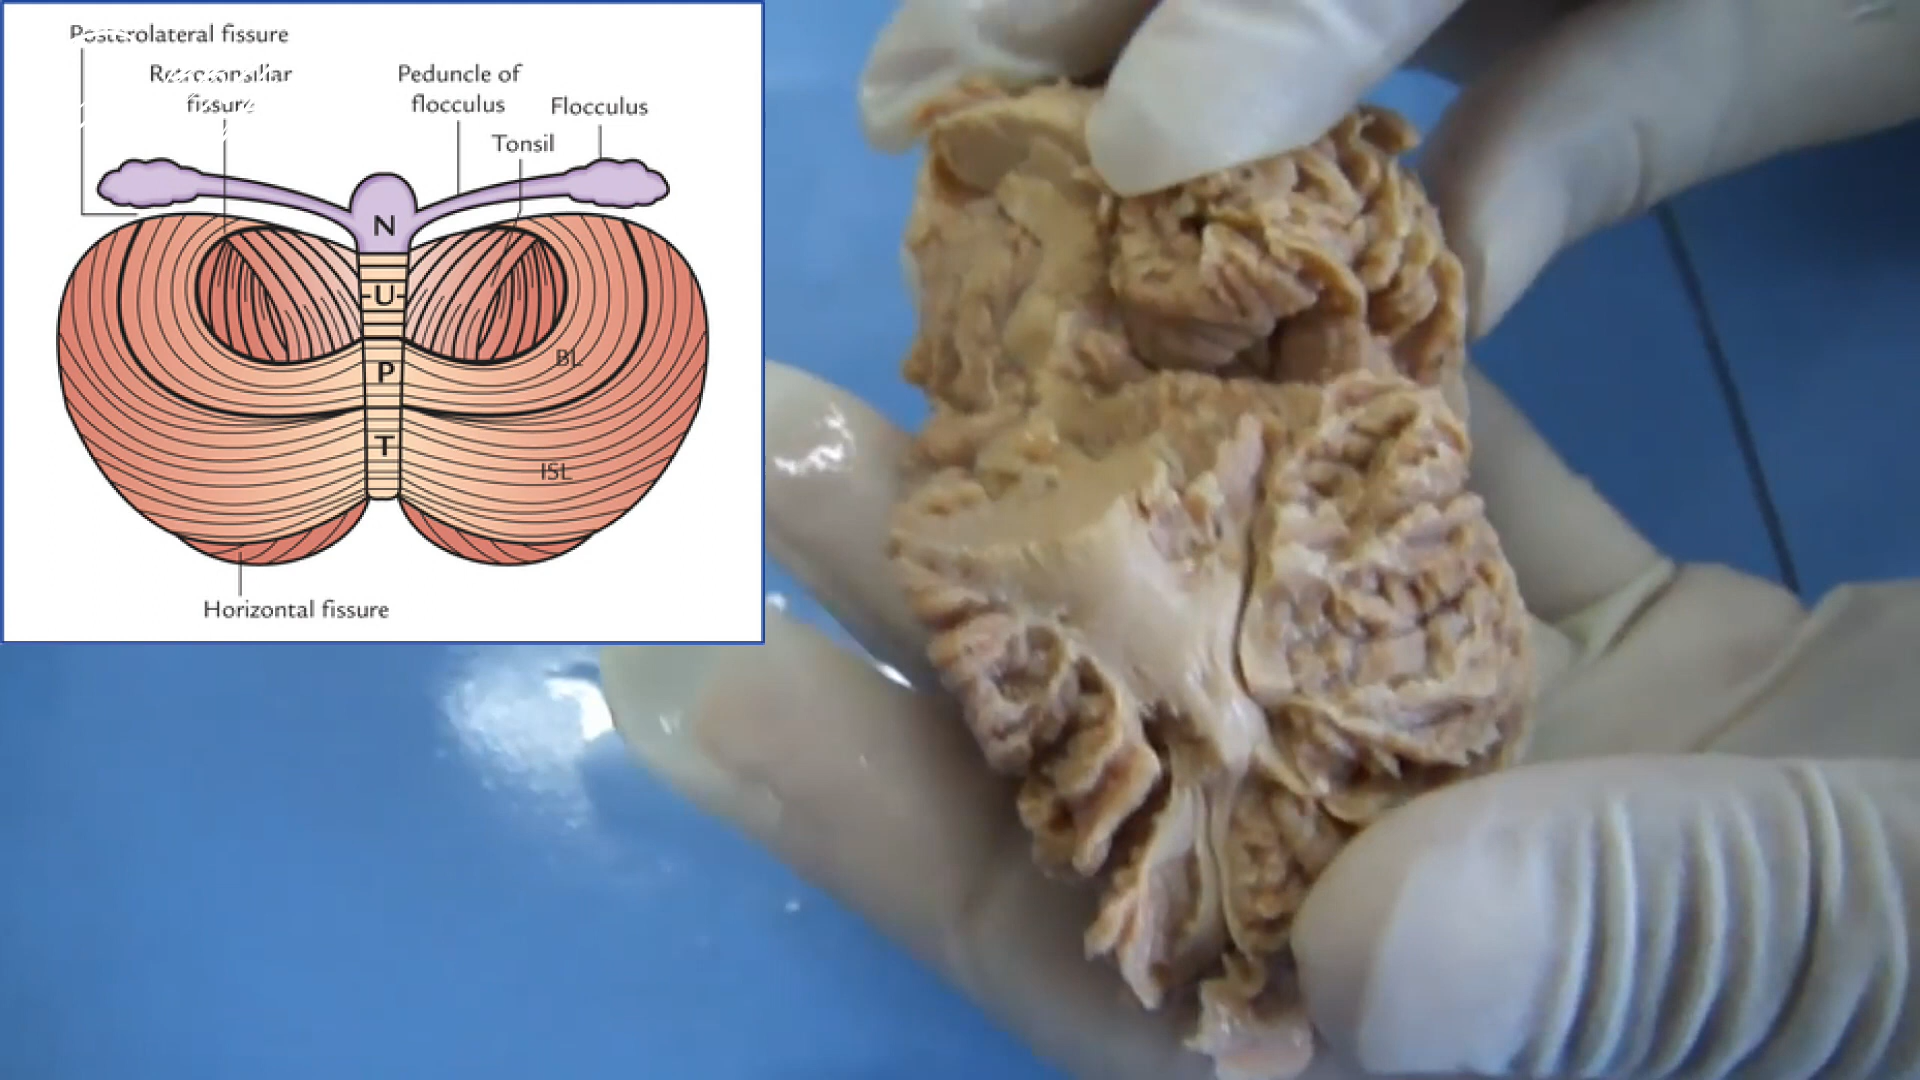 Posterolateral fissure
Retrotonsillar
fissure
Peduncle of
flocculus
Flocculus
Tonsil
N
U
P
BL
T
ISL
Horizontal fissure